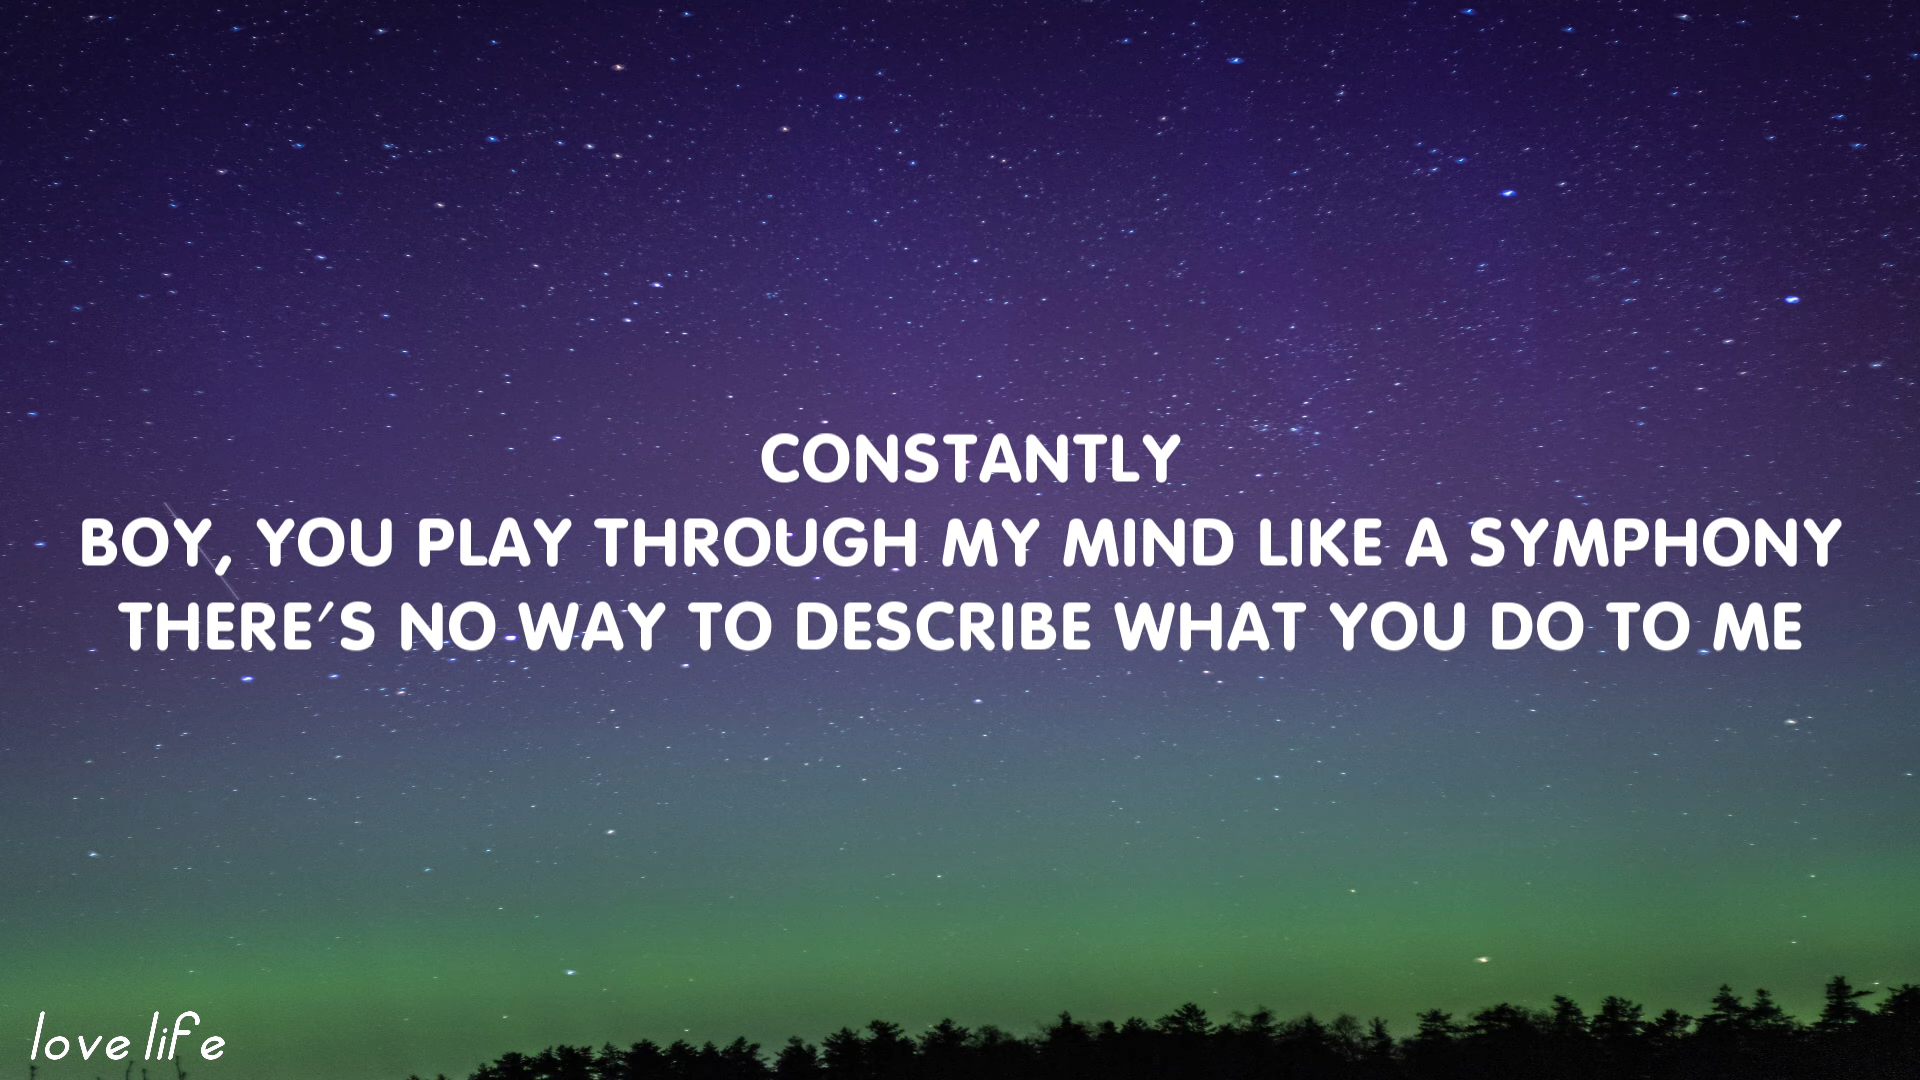 CONSTANTLY
BOY, YOU PLAY THROUGH MY MIND LIKE A SYMPHONY
THERE'S NO WAY TO DESCRIBE WHAT YOU DO TO ME
love life